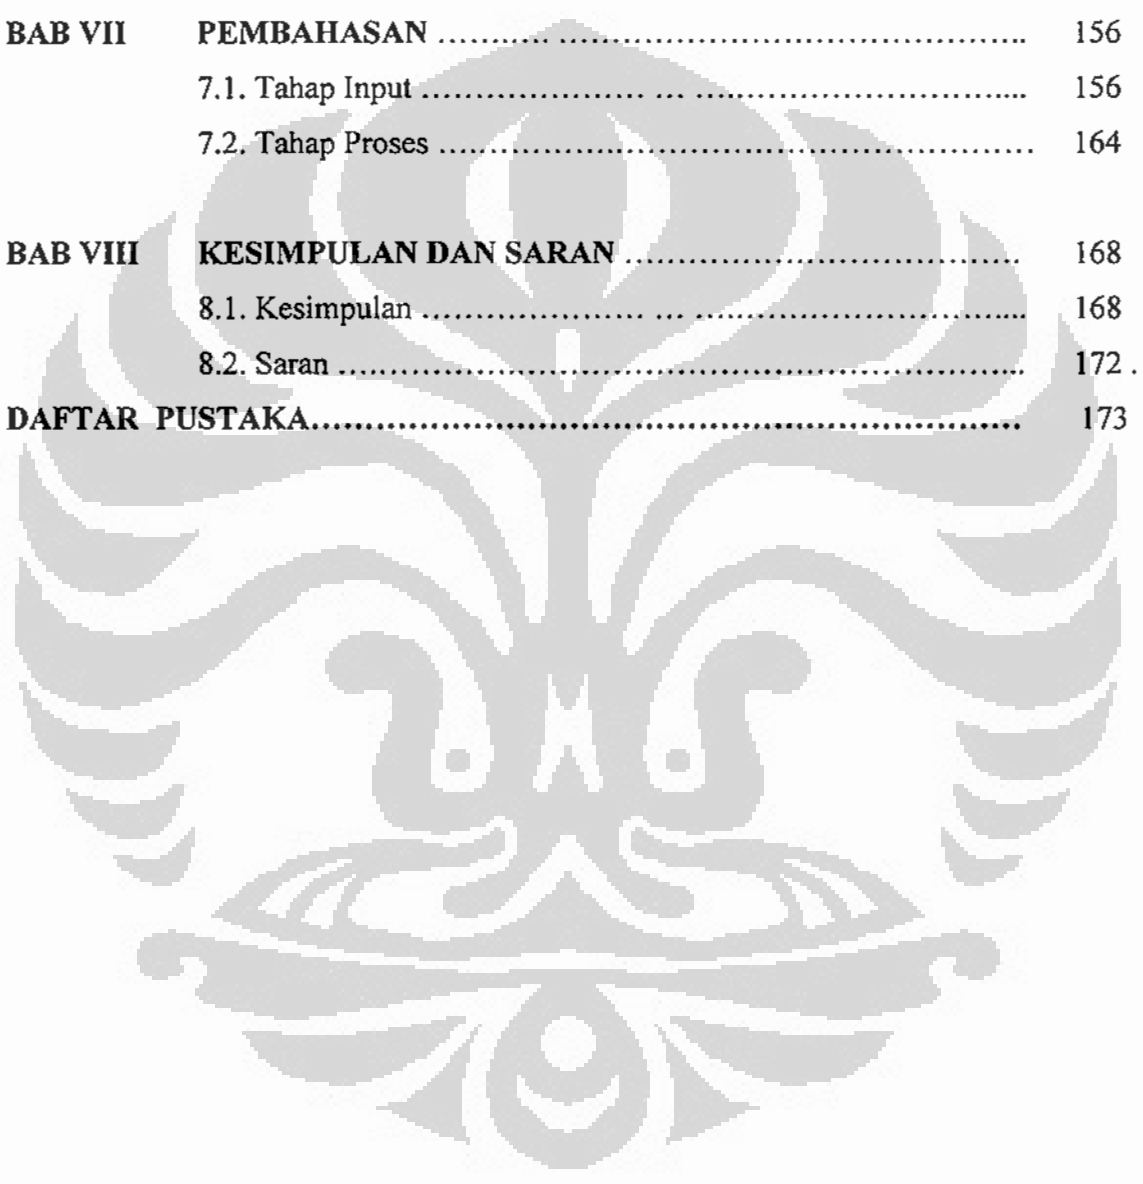 BAB VII PEMBAHASAN ........... ............................................... 156
7.1. Tahap Input ...................... ... ................................. 156
7.2. Tahap Proses ............................................................ 164
BAB VIII KESIMPULAN DAN SARAN ....................................... 168
8.1. Kesimpulan ...................... ... ................................. 168
8.2. Saran .................................................................... 172 .
DAFTAR PUSTAKA................................................................. 173